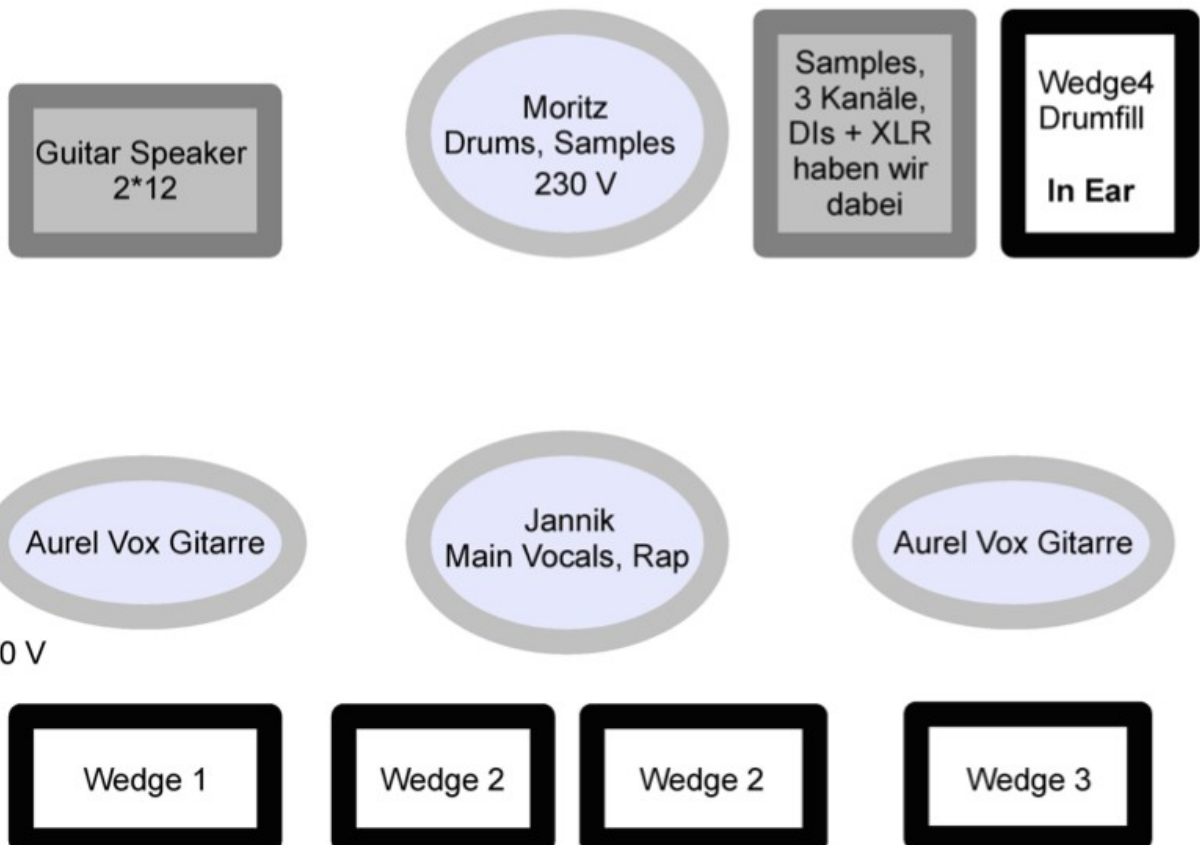 Guitar Speaker
2*12
Moritz
Drums, Samples
230 V
Samples,
3 Kanäle,
DIs + XLR
haben wir
dabei
Wedge4
Drumfill
In Ear
Aurel Vox Gitarre
Jannik
Main Vocals, Rap
Aurel Vox Gitarre
0 V
Wedge 1
Wedge 2
Wedge 2
Wedge 3